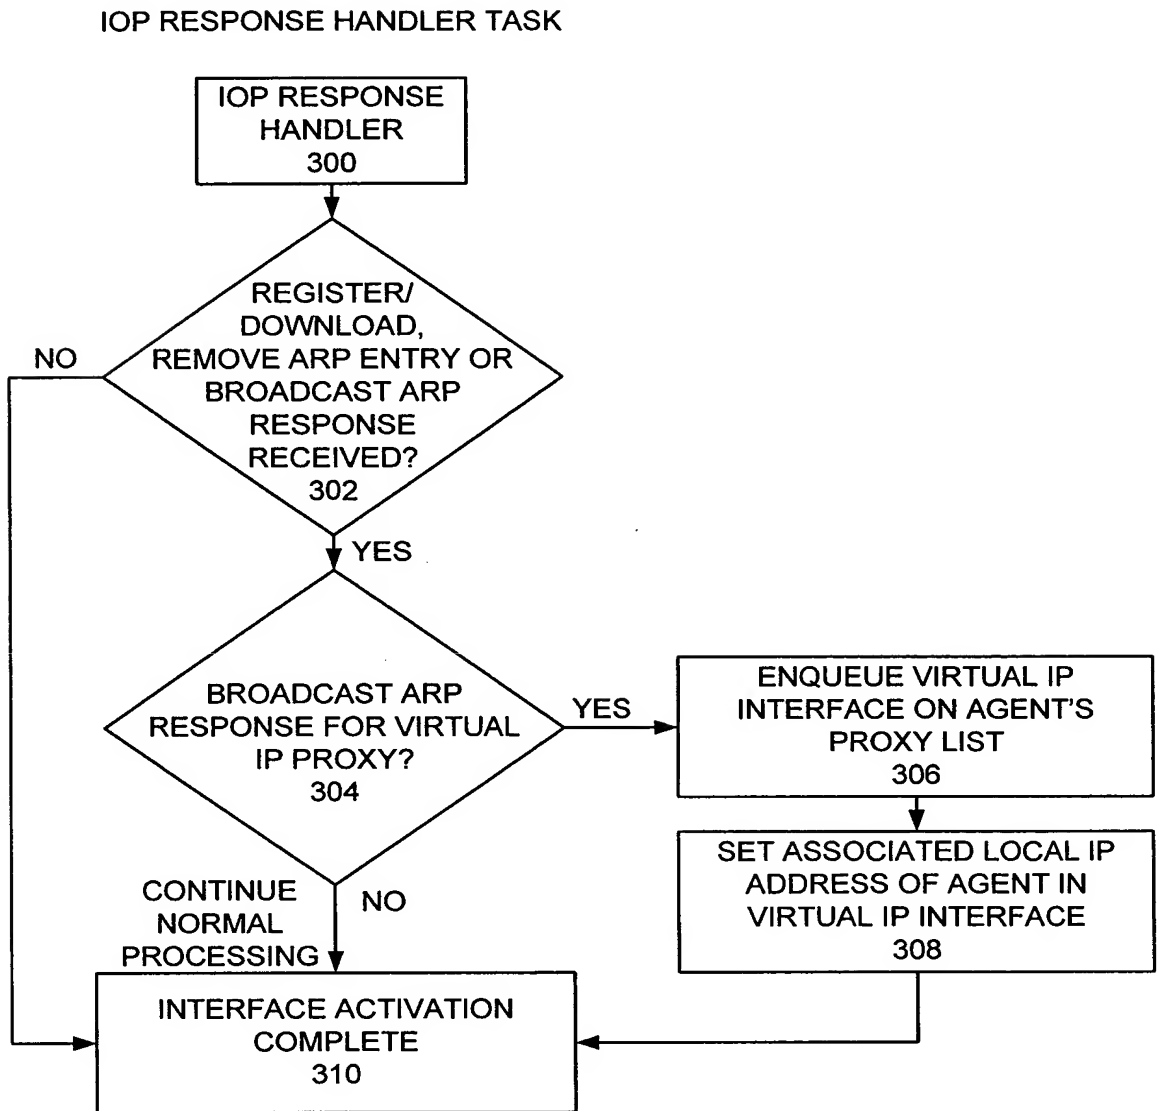 IOP RESPONSE HANDLER TASK
IOP RESPONSE
HANDLER
300
REGISTER/
DOWNLOAD,
REMOVE ARP ENTRY OR
BROADCAST ARP
RESPONSE
RECEIVED?
302
NO
YES
BROADCAST ARP
RESPONSE FOR VIRTUAL
IP PROXY?
304
YES
ENQUEUE VIRTUAL IP
INTERFACE ON AGENT'S
PROXY LIST
306
SET ASSOCIATED LOCAL IP
ADDRESS OF AGENT IN
VIRTUAL IP INTERFACE
308
CONTINUE
NORMAL
PROCESSING
NO
INTERFACE ACTIVATION
COMPLETE
310